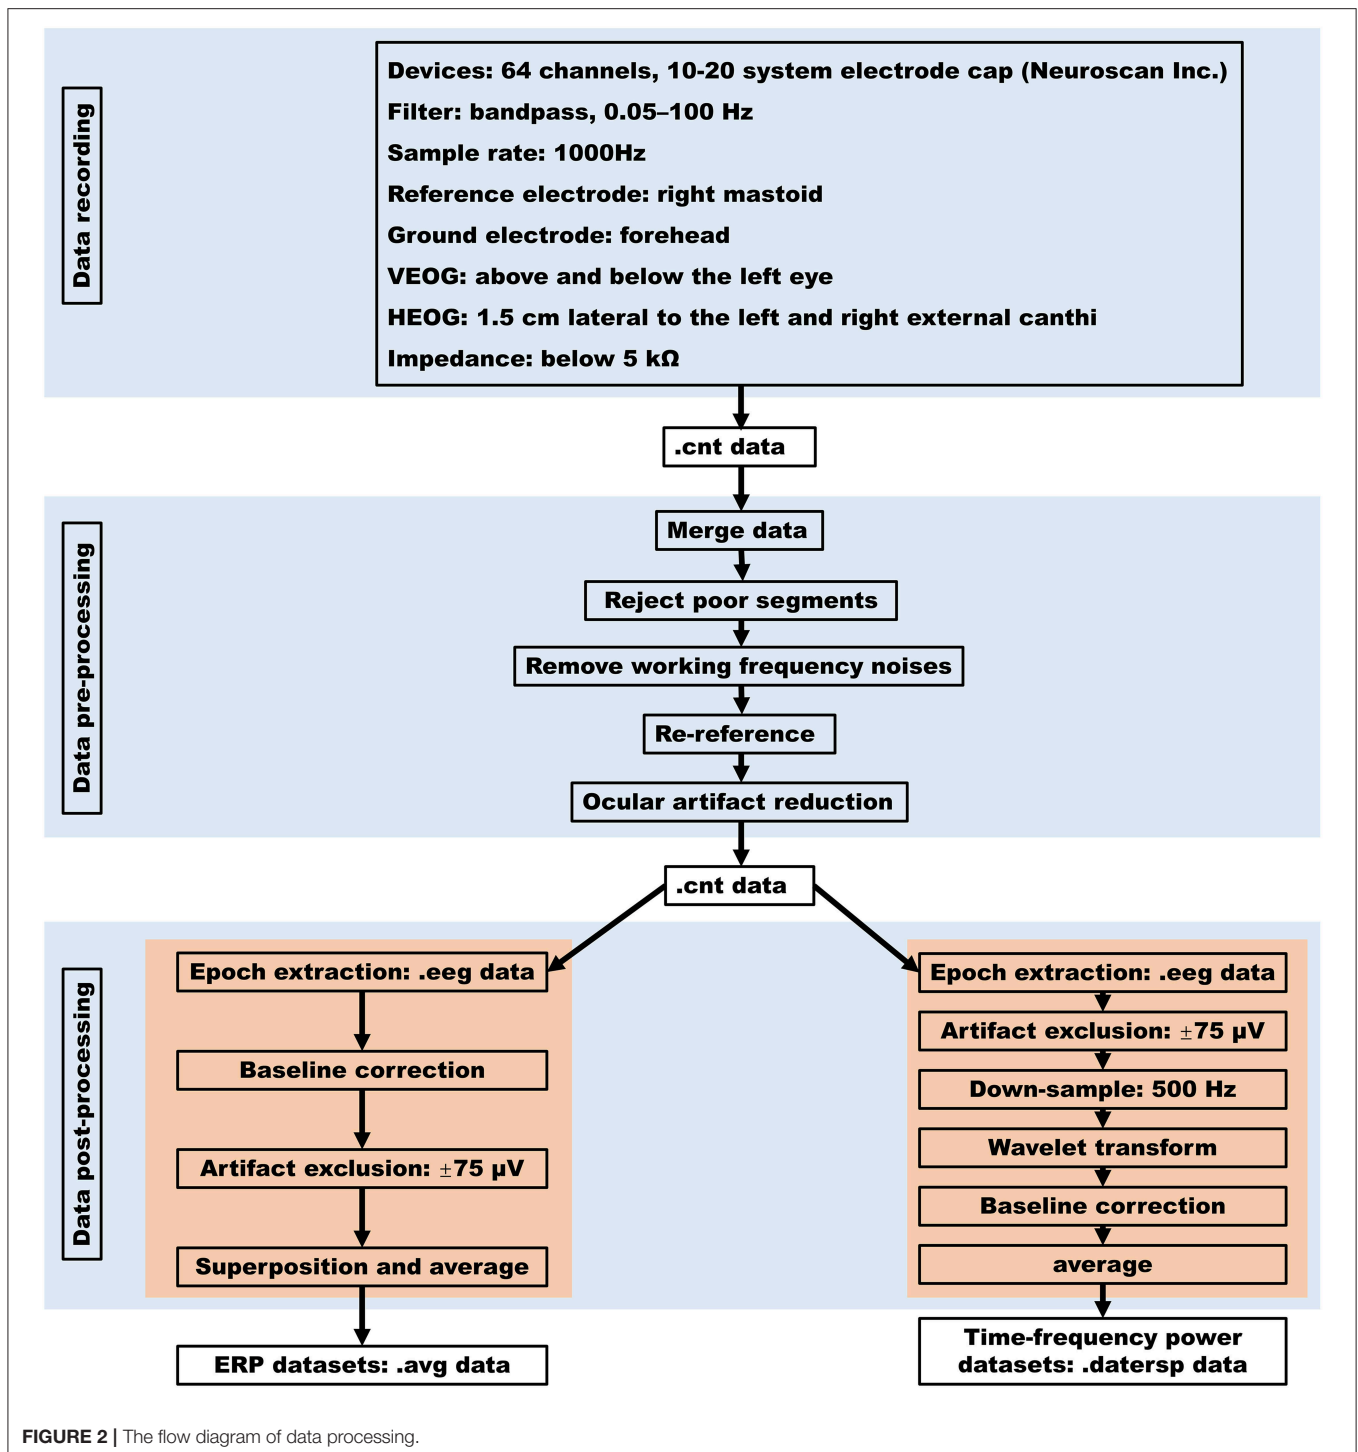 Data recording
Devices: 64 channels, 10-20 system electrode cap (Neuroscan Inc.)
Filter: bandpass, 0.05–100 Hz
Sample rate: 1000Hz
Reference electrode: right mastoid
Ground electrode: forehead
VEOG: above and below the left eye
HEOG: 1.5 cm lateral to the left and right external canthi
Impedance: below 5 kΩ
.cnt data
Data pre-processing
Merge data
Reject poor segments
Remove working frequency noises
Re-reference
Ocular artifact reduction
.cnt data
Data post-processing
Epoch extraction: .eeg data
Baseline correction
Artifact exclusion: ±75 µV
Superposition and average
ERP datasets: .avg data
Epoch extraction: .eeg data
Artifact exclusion: ±75 µV
Down-sample: 500 Hz
Wavelet transform
Baseline correction
average
Time-frequency power
datasets: .datersp data
FIGURE 2 | The flow diagram of data processing.